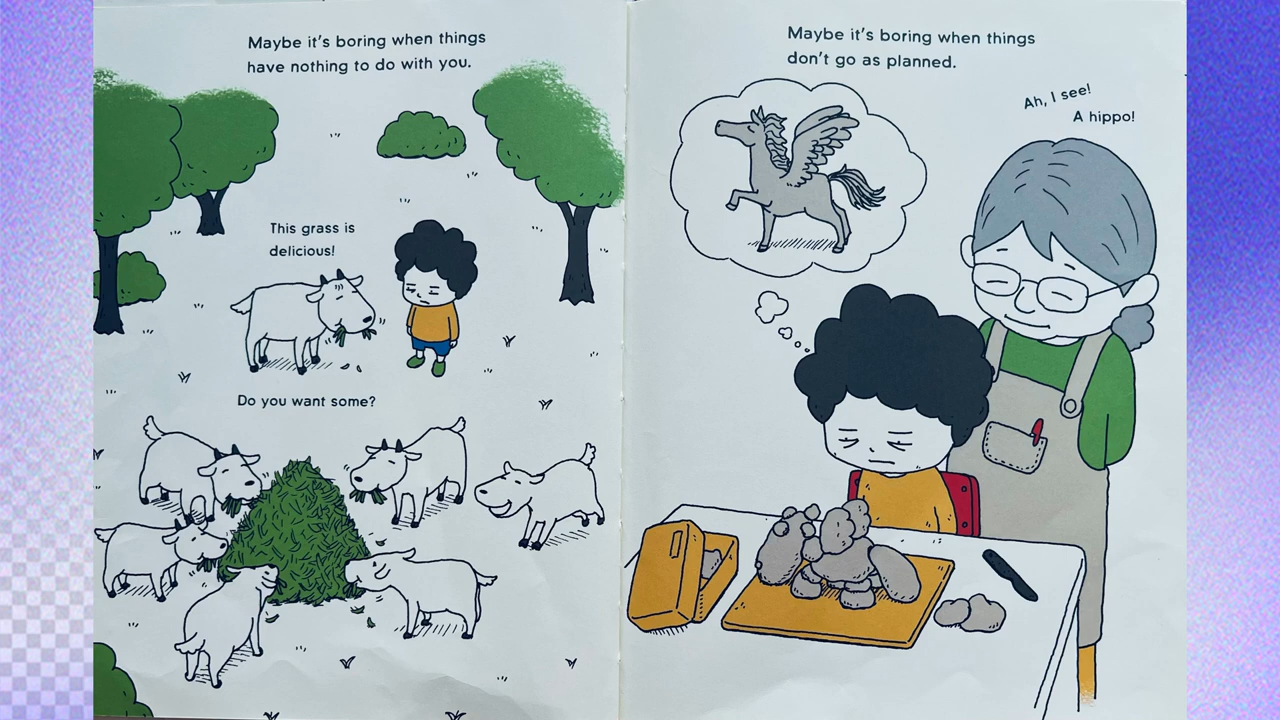 Maybe it's boring when things
have nothing to do with you.
This grass is
delicious!
Do you want some?
Maybe it's boring when things
don't go as planned.
Ah, I see!
A hippo!